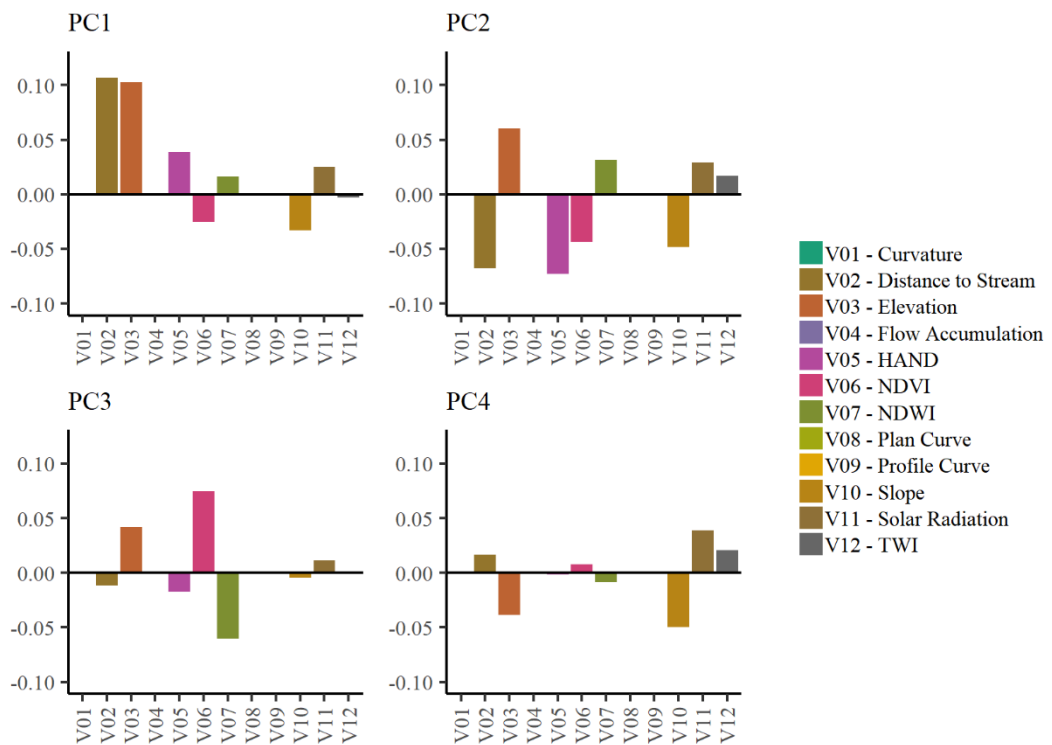 PC1
0.10
0.05
0.00
-0.05
-0.10
V01 V02 V03 V04 V05 V06 V07 V08 V09 V10 V11 V12
PC2
0.10
0.05
0.00
-0.05
-0.10
V01 V02 V03 V04 V05 V06 V07 V08 V09 V10 V11 V12
PC3
0.10
0.05
0.00
-0.05
-0.10
V01 V02 V03 V04 V05 V06 V07 V08 V09 V10 V11 V12
PC4
0.10
0.05
0.00
-0.05
-0.10
V01 V02 V03 V04 V05 V06 V07 V08 V09 V10 V11 V12
V01 - Curvature
V02 - Distance to Stream
V03 - Elevation
V04 - Flow Accumulation
V05 - HAND
V06 - NDVI
V07 - NDWI
V08 - Plan Curve
V09 - Profile Curve
V10 - Slope
V11 - Solar Radiation
V12 - TWI